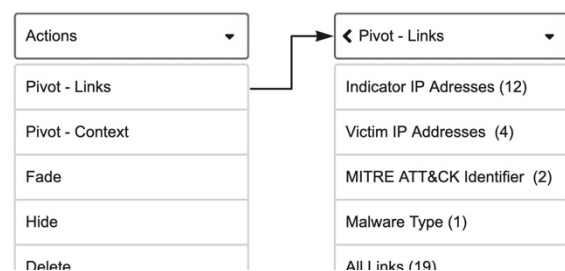 Actions
Pivot - Links
Pivot - Context
Fade
Hide
Delete
Pivot - Links
Indicator IP Adresses (12)
Victim IP Addresses (4)
MITRE ATT&CK Identifier (2)
Malware Type (1)
All Links (19)